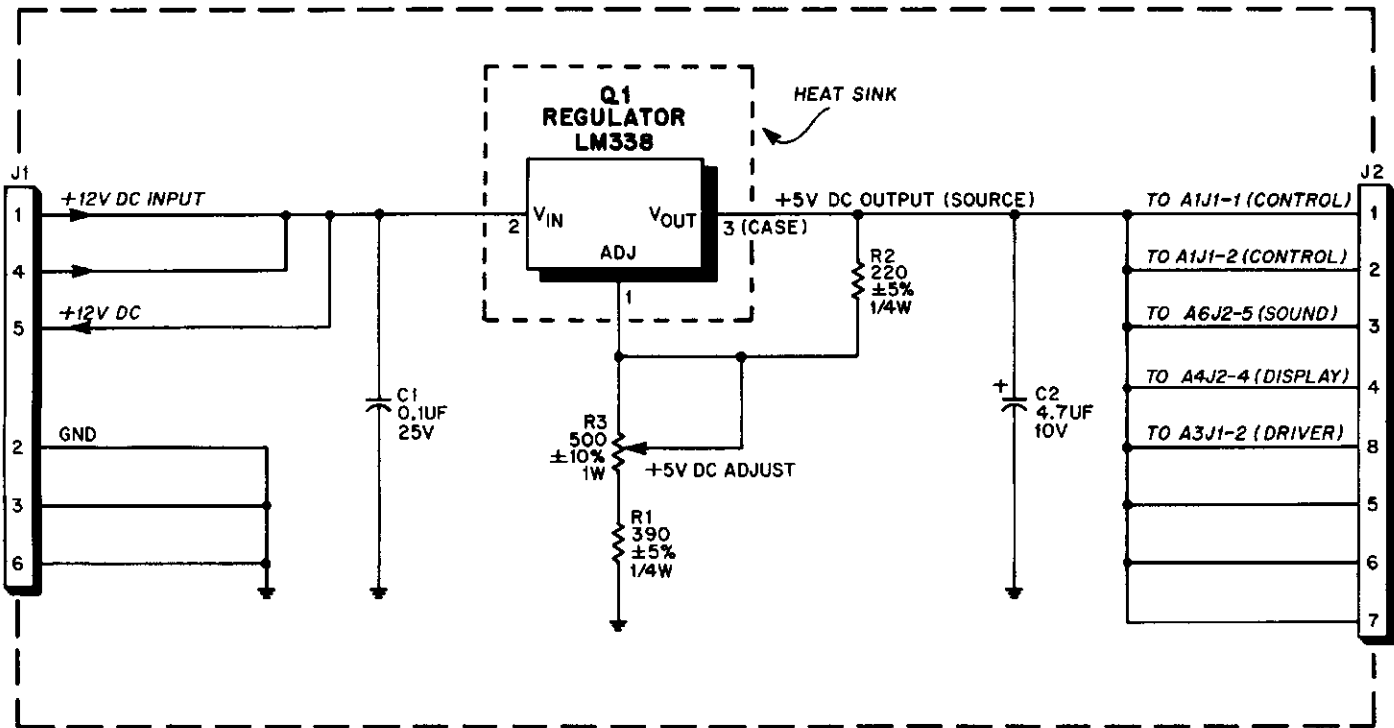 Q1
REGULATOR
LM338
HEAT SINK
J1
1
+12V DC INPUT
4
5
+12V DC
2
GND
3
6
2
VIN
VOUT
ADJ
3 (CASE)
1
+5V DC OUTPUT (SOURCE)
R2
220
±5%
1/4W
C1
0.1UF
25V
R3
500
±10%
1W
+5V DC ADJUST
R1
390
±5%
1/4W
+
C2
4.7UF
10V
J2
TO A1J1-1 (CONTROL)
1
TO A1J1-2 (CONTROL)
2
TO A6J2-5 (SOUND)
3
TO A4J2-4 (DISPLAY)
4
TO A3J1-2 (DRIVER)
8
5
6
7